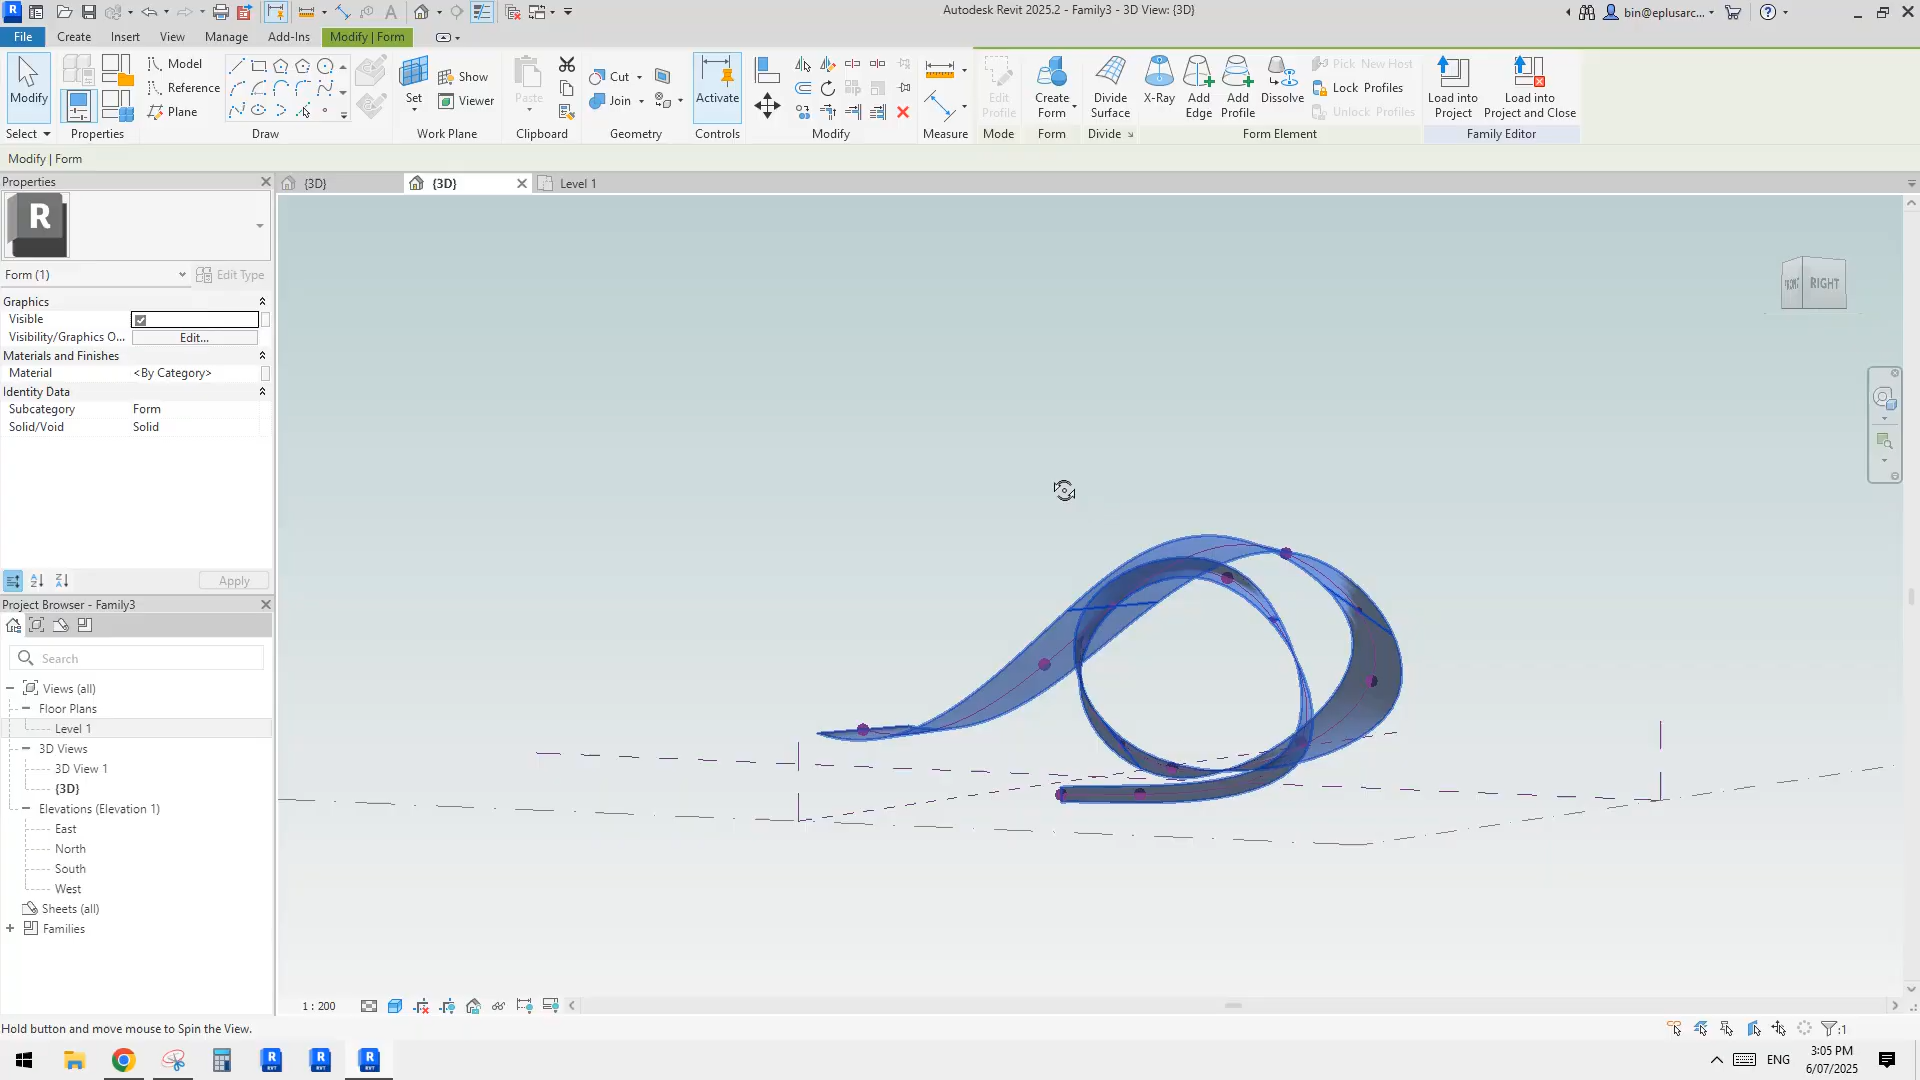 Autodesk Revit 2025.2 - Family3 - 3D View: {3D}
bin@eplusarc...
File
Create
Insert
View
Manage
Add-Ins
Modify | Form
Modify
Model
Reference
Plane
Set
Show
Viewer
Paste
Cut
Join
Activate
Edit
Profile
Create
Form
Divide
Surface
X-Ray
Add
Edge
Add
Profile
Dissolve
Pick New Host
Lock Profiles
Unlock Profiles
Load into
Project
Load into
Project and Close
Select
Properties
Draw
Work Plane
Clipboard
Geometry
Controls
Modify
Measure
Mode
Form
Divide
Form Element
Family Editor
Modify | Form
Properties
{3D}
{3D}
Level 1
R
Form (1)
Edit Type
Graphics
Visible
Visibility/Graphics O...
Edit...
Materials and Finishes
Material
<By Category>
Identity Data
Subcategory
Form
Solid/Void
Solid
Apply
FRONT
RIGHT
Project Browser - Family3
Search
Views (all)
Floor Plans
Level 1
3D Views
3D View 1
{3D}
Elevations (Elevation 1)
East
North
South
West
Sheets (all)
Families
1 : 200
Hold button and move mouse to Spin the View.
:1
ENG
3:05 PM
6/07/2025